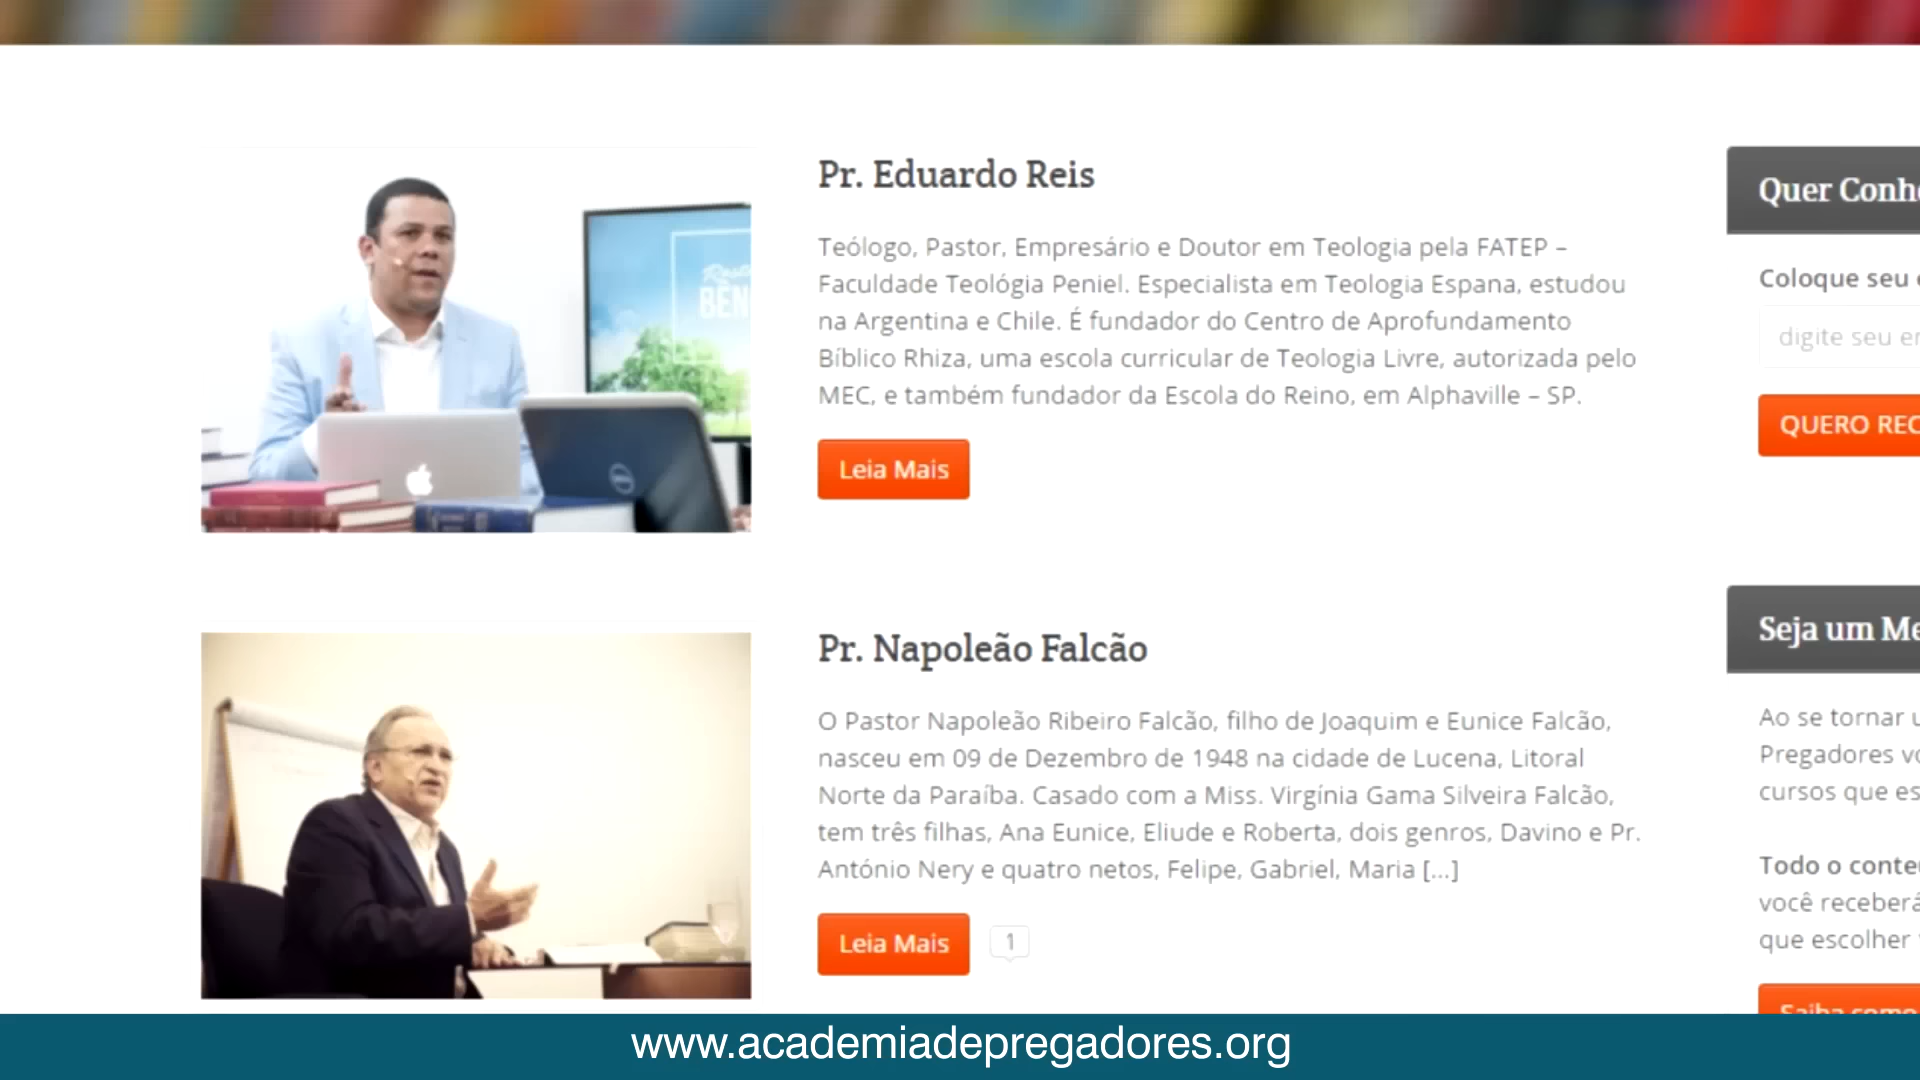 Pr. Eduardo Reis
Teólogo, Pastor, Empresário e Doutor em Teologia pela FATEP –
Faculdade Teológia Peniel. Especialista em Teologia Espana, estudou
na Argentina e Chile. É fundador do Centro de Aprofundamento
Bíblico Rhiza, uma escola curricular de Teologia Livre, autorizada pelo
MEC, e também fundador da Escola do Reino, em Alphaville – SP.
Leia Mais
Pr. Napoleão Falcão
O Pastor Napoleão Ribeiro Falcão, filho de Joaquim e Eunice Falcão,
nasceu em 09 de Dezembro de 1948 na cidade de Lucena, Litoral
Norte da Paraíba. Casado com a Miss. Virgínia Gama Silveira Falcão,
tem três filhas, Ana Eunice, Eliude e Roberta, dois genros, Davino e Pr.
António Nery e quatro netos, Felipe, Gabriel, Maria [...]
Leia Mais
1
Quer
Coloque seu
digite seu
QUERO
Seja um
Ao se tornar
Pregadores
cursos que
Todo o
você
que escolher
Saiba como
www.academiadepregadores.org